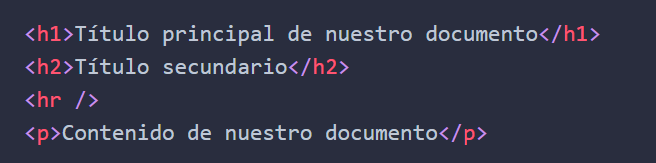 <h1>Título principal de nuestro documento</h1>
<h2>Título secundario</h2>
<hr />
<p>Contenido de nuestro documento</p>